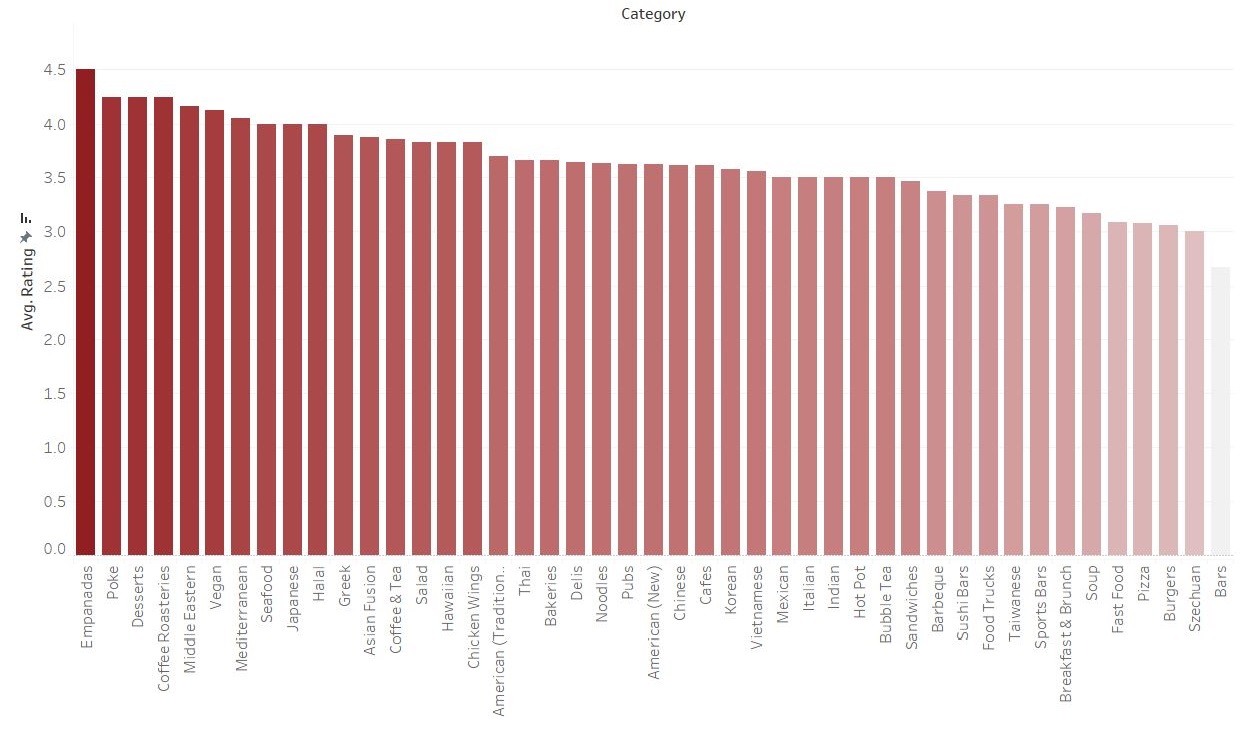 Category
Avg. Rating
4.5
4.0
3.5
3.0
2.5
2.0
1.5
1.0
0.5
0.0
Empanadas
Poke
Desserts
Coffee Roasteries
Middle Eastern
Vegan
Mediterranean
Seafood
Japanese
Halal
Greek
Asian Fusion
Coffee & Tea
Salad
Hawaiian
Chicken Wings
American (Tradition..
Thai
Bakeries
Delis
Noodles
Pubs
American (New)
Chinese
Cafes
Korean
Vietnamese
Mexican
Italian
Indian
Hot Pot
Bubble Tea
Sandwiches
Barbeque
Sushi Bars
Food Trucks
Taiwanese
Sports Bars
Breakfast & Brunch
Soup
Fast Food
Pizza
Burgers
Szechuan
Bars